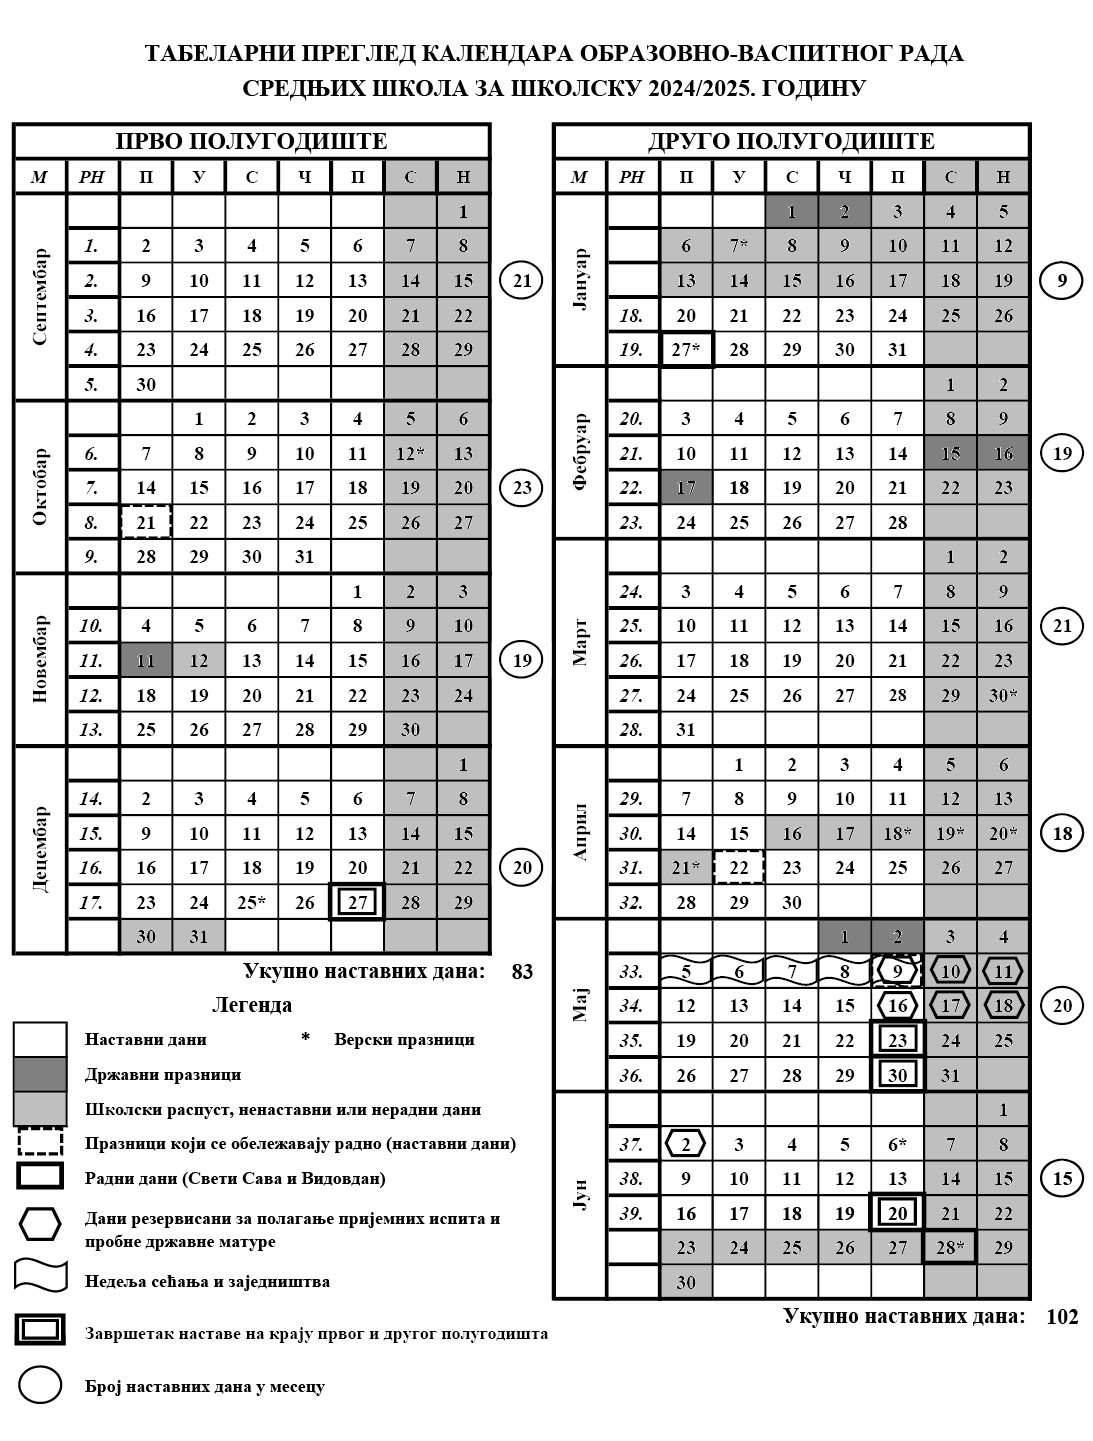 ТАБЕЛАРНИ ПРЕГЛЕД КАЛЕНДАРА ОБРАЗОВНО-ВАСПИТНОГ РАДА
СРЕДЊИХ ШКОЛА ЗА ШКОЛСКУ 2024/2025. ГОДИНУ
ПРВО ПОЛУГОДИШТЕ
М РН П У С Ч П С Н
Септембар
1
1. 2 3 4 5 6 7 8
2. 9 10 11 12 13 14 15
21
3. 16 17 18 19 20 21 22
4. 23 24 25 26 27 28 29
5. 30
Октобар
1 2 3 4 5 6
6. 7 8 9 10 11 12* 13
7. 14 15 16 17 18 19 20
23
8. 21 22 23 24 25 26 27
9. 28 29 30 31
Новембар
1 2 3
10. 4 5 6 7 8 9 10
11. 11 12 13 14 15 16 17
19
12. 18 19 20 21 22 23 24
13. 25 26 27 28 29 30
Децембар
1
14. 2 3 4 5 6 7 8
15. 9 10 11 12 13 14 15
16. 16 17 18 19 20 21 22
20
17. 23 24 25* 26 27 28 29
30 31
Укупно наставних дана: 83
Легенда
Наставни дани
* Верски празници
Државни празници
Школски распуст, ненаставни или нерадни дани
Празници који се обележавају радно (наставни дани)
Радни дани (Свети Сава и Видовдан)
Дани резервисани за полагање пријемних испита и
пробне државне матуре
Недеља сећања и заједништва
Завршетак наставе на крају првог и другог полугодишта
Број наставних дана у месецу
ДРУГО ПОЛУГОДИШТЕ
М РН П У С Ч П С Н
Јануар
1 2 3 4 5
6 7* 8 9 10 11 12
13 14 15 16 17 18 19
9
18. 20 21 22 23 24 25 26
19. 27* 28 29 30 31
Фебруар
1 2
20. 3 4 5 6 7 8 9
21. 10 11 12 13 14 15 16
19
22. 17 18 19 20 21 22 23
23. 24 25 26 27 28
Март
1 2
24. 3 4 5 6 7 8 9
25. 10 11 12 13 14 15 16
21
26. 17 18 19 20 21 22 23
27. 24 25 26 27 28 29 30*
28. 31
Април
1 2 3 4 5 6
29. 7 8 9 10 11 12 13
30. 14 15 16 17 18* 19* 20*
18
31. 21* 22 23 24 25 26 27
32. 28 29 30
Мај
1 2 3 4
33. 5 6 7 8 9 10 11
34. 12 13 14 15 16 17 18
20
35. 19 20 21 22 23 24 25
36. 26 27 28 29 30 31
Јун
1
37. 2 3 4 5 6* 7 8
38. 9 10 11 12 13 14 15
15
39. 16 17 18 19 20 21 22
23 24 25 26 27 28* 29
30
Укупно наставних дана: 102